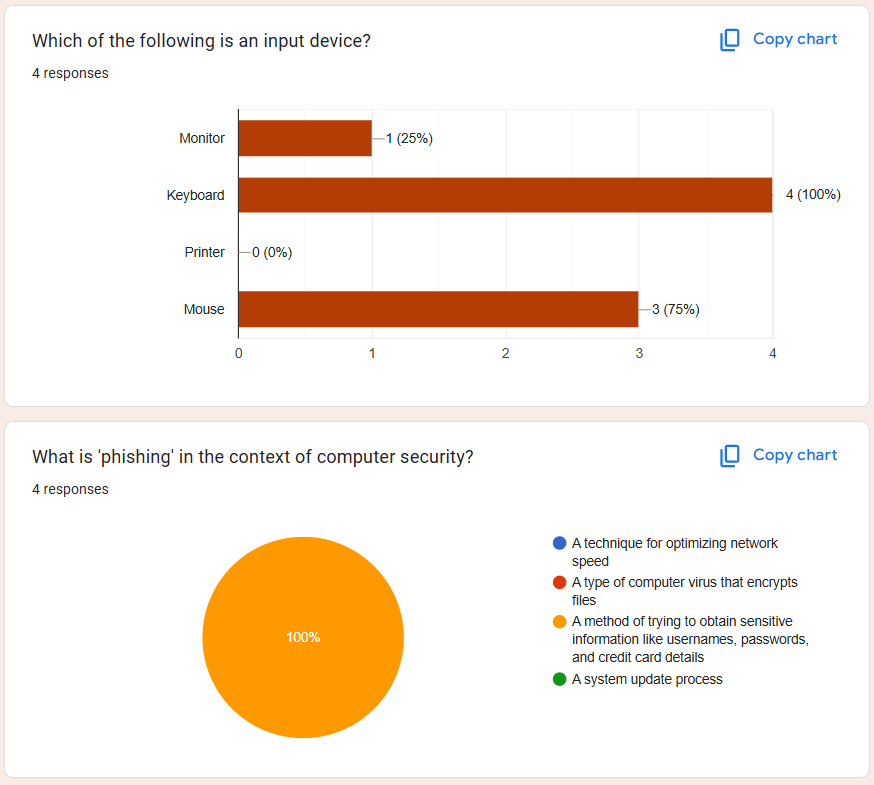 Which of the following is an input device?
Copy chart
4 responses
Monitor
1 (25%)
Keyboard
4 (100%)
Printer
0 (0%)
Mouse
3 (75%)
0 1 2 3 4
What is 'phishing' in the context of computer security?
Copy chart
4 responses
100%
A technique for optimizing network
speed
A type of computer virus that encrypts
files
A method of trying to obtain sensitive
information like usernames, passwords,
and credit card details
A system update process